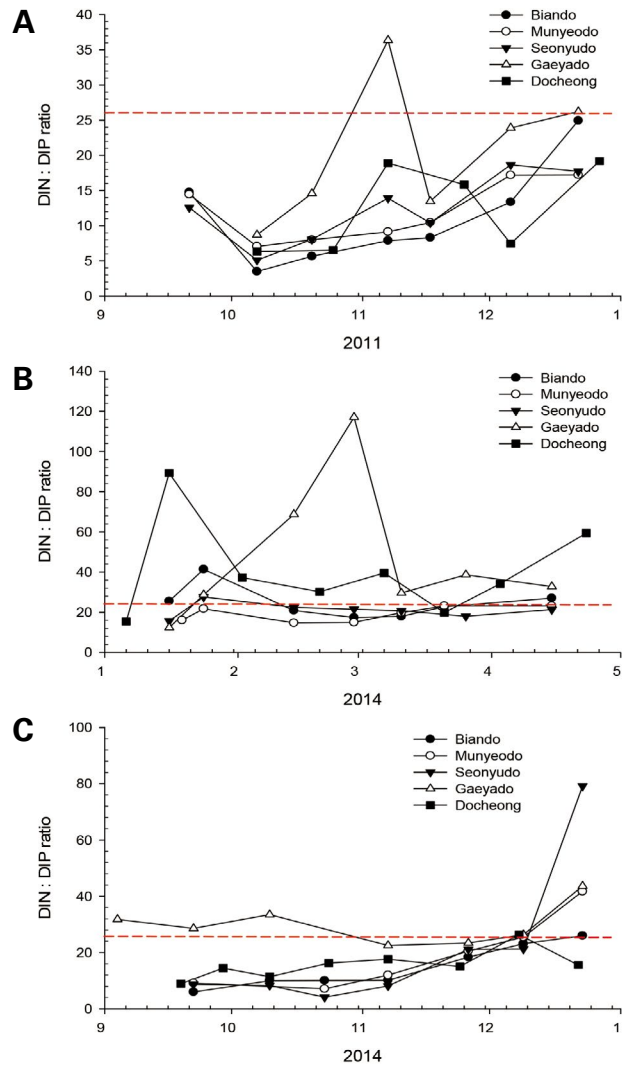 A
DIN : DIP ratio
40
35
30
25
20
15
10
5
0
Biando
Munyeodo
Seonyudo
Gaeyado
Docheong
9 10 11 12 1
2011
B
DIN : DIP ratio
140
120
100
80
60
40
20
0
Biando
Munyeodo
Seonyudo
Gaeyado
Docheong
1 2 3 4 5
2014
C
DIN : DIP ratio
100
80
60
40
20
0
Biando
Munyeodo
Seonyudo
Gaeyado
Docheong
9 10 11 12 1
2014